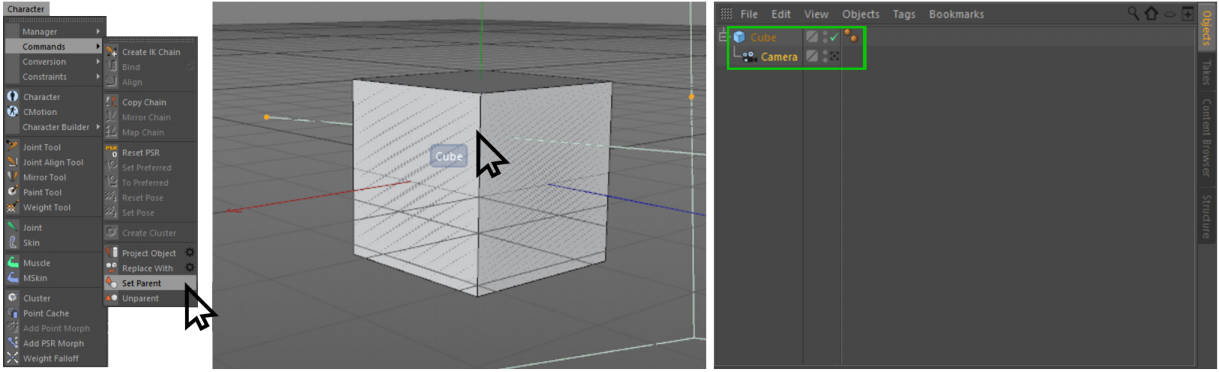 Character
Manager
Commands
Conversion
Constraints
Character
CMotion
Character Builder
Joint Tool
Joint Align Tool
Mirror Tool
Paint Tool
Weight Tool
Joint
Skin
Muscle
MSkin
Cluster
Point Cache
Add Point Morph
Add PSR Morph
Weight Falloff
Create IK Chain
Bind
Align
Copy Chain
Mirror Chain
Map Chain
PSR
0
Reset PSR
Set Preferred
To Preferred
Reset Pose
Set Pose
Create Cluster
Project Object
Replace With
Set Parent
Unparent
Cube
File Edit View Objects Tags Bookmarks
Cube
Camera
Objects
Takes
Content Browser
Structure